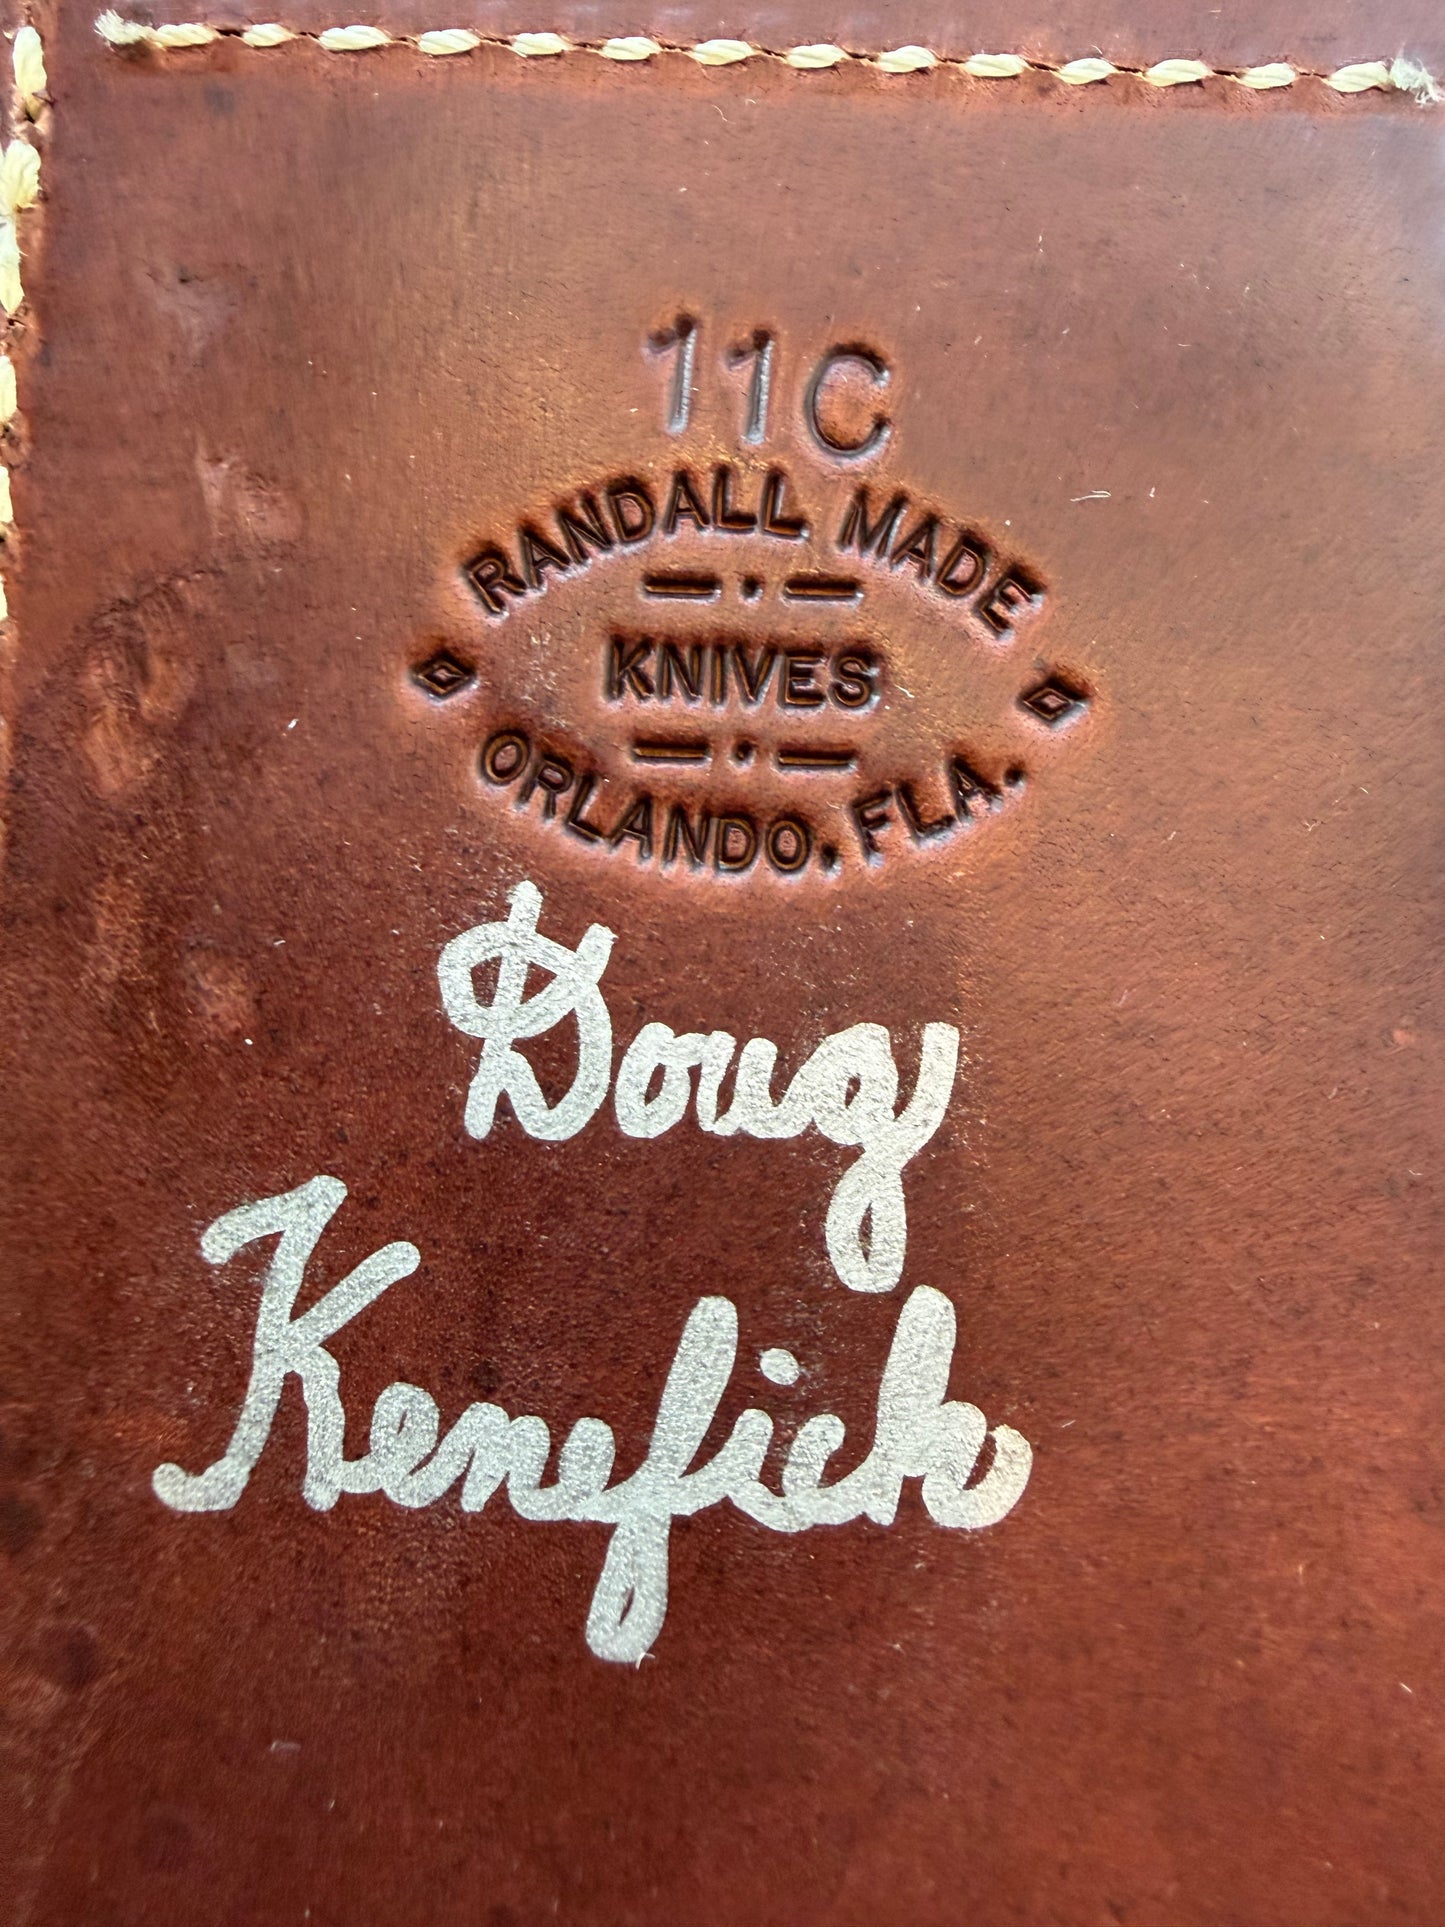 11C
RANDALL MADE
KNIVES
ORLANDO, FLA.
Doug
Kenefick